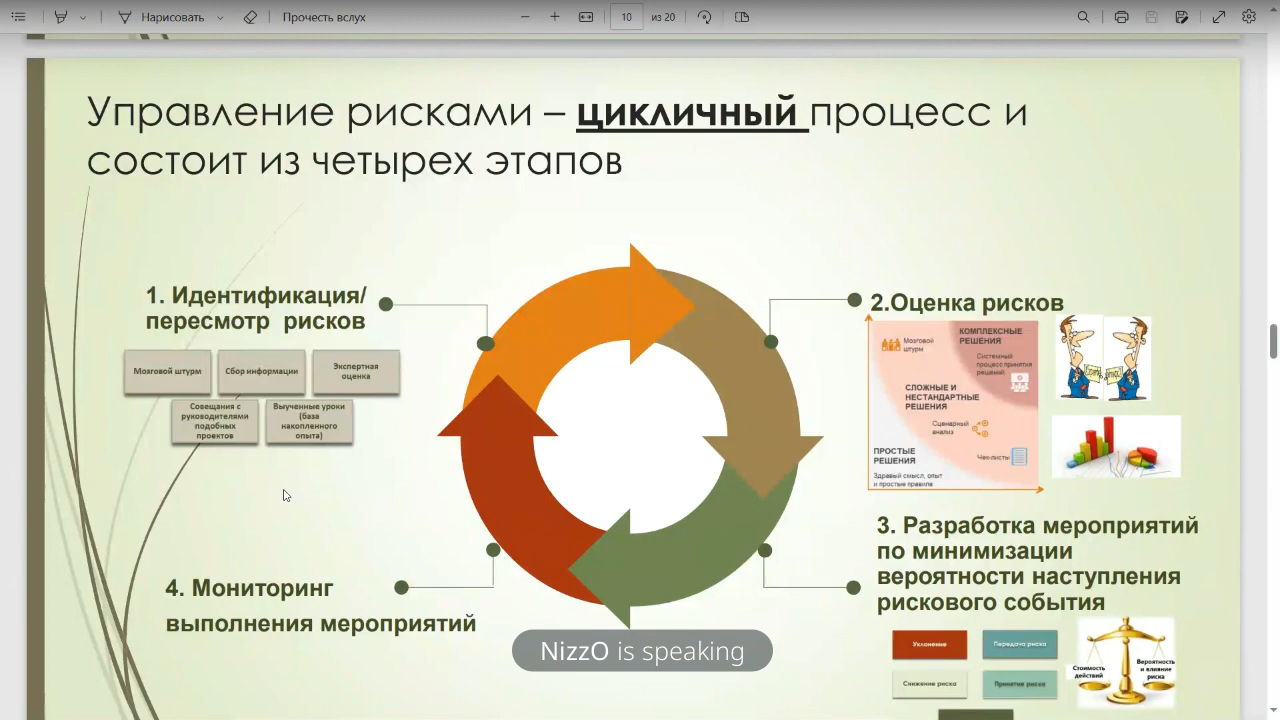 Нарисовать
Прочесть вслух
10
из 20
Управление рисками – цикличный процесс и
состоит из четырех этапов
1. Идентификация/
пересмотр рисков
Мозговой штурм
Сбор информации
Экспертная
оценка
Совещания с
руководителями
подобных
проектов
Выученные уроки
(база
накопленного
опыта)
2.Оценка рисков
Мозговой
штурм
КОМПЛЕКСНЫЕ
РЕШЕНИЯ
Системный
процесс принятия
решений
СЛОЖНЫЕ И
НЕСТАНДАРТНЫЕ
РЕШЕНИЯ
Сценарный
анализ
ПРОСТЫЕ
РЕШЕНИЯ
Чек-листы
Здравый смысл, опыт
и простые правила
3. Разработка мероприятий
по минимизации
вероятности наступления
рискового события
Уклонение
Передача риска
Снижение риска
Принятие риска
Стоимость
действий
Вероятность
и влияние
риска
4. Мониторинг
выполнения мероприятий
NizzO is speaking